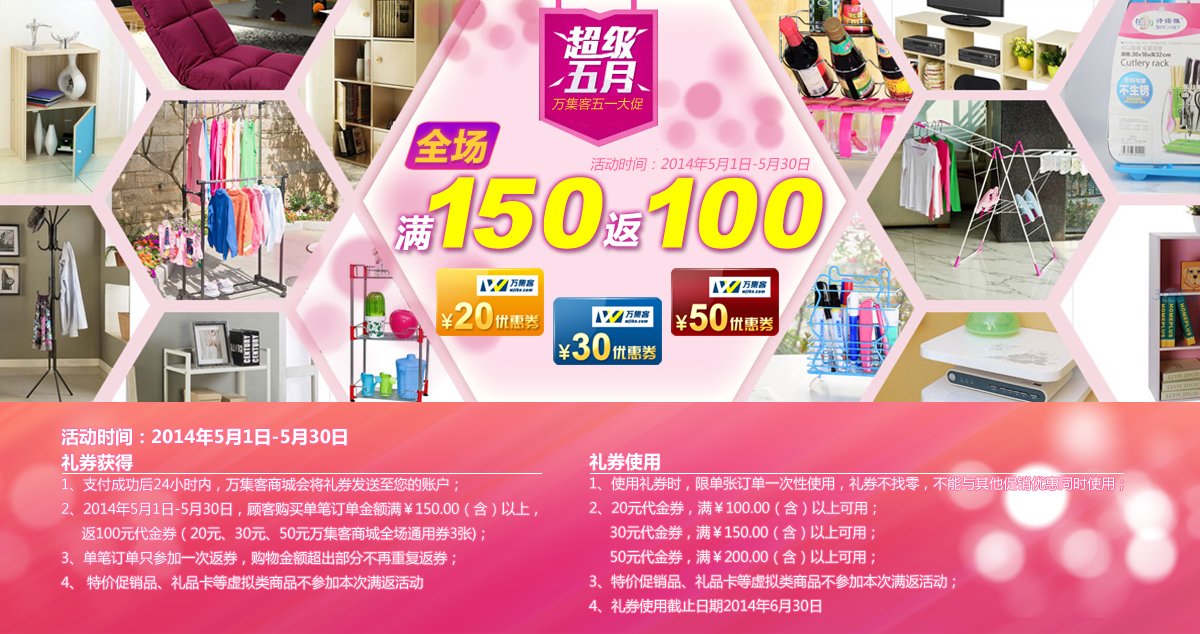 超级
五月
万集客五一大促
诗诺雅
SINONET
Cutlery rack
不生锈
全场
活动时间：2014年5月1日-5月30日
满150返100
万集客
wjike.com
¥20优惠券
万集客
wjike.com
¥30优惠券
万集客
wjike.com
¥50优惠券
CENTURY
CENTURY
HOMEPLUS
HOMEPLUS
活动时间：2014年5月1日-5月30日
礼券获得
1、支付成功后24小时内，万集客商城会将礼券发送至您的账户；
2、2014年5月1日-5月30日，顾客购买单笔订单金额满￥150.00（含）以上，
返100元代金券（20元、30元、50元万集客商城全场通用券3张)；
3、单笔订单只参加一次返券，购物金额超出部分不再重复返券；
4、 特价促销品、礼品卡等虚拟类商品不参加本次满返活动
礼券使用
1、使用礼券时，限单张订单一次性使用，礼券不找零，不能与其他促销优惠同时使用；
2、20元代金券，满￥100.00（含）以上可用；
30元代金券，满￥150.00（含）以上可用；
50元代金券，满￥200.00（含）以上可用；
3、特价促销品、礼品卡等虚拟类商品不参加本次满返活动；
4、礼券使用截止日期2014年6月30日